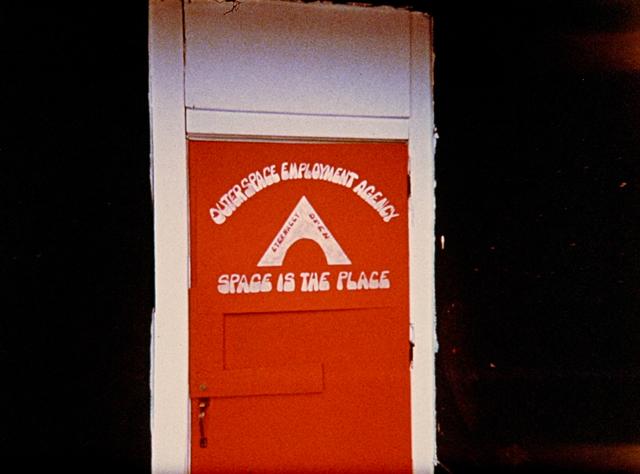 OUTER SPACE EMPLOYMENT AGENCY
ETERNALLY OPEN
SPACE IS THE PLACE